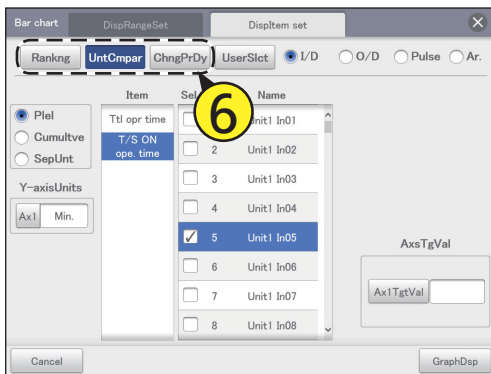 Bar chart DispRangeSet DispItem set
Rankng UntCmpar ChngPrDy UserSlct I/D O/D Pulse Ar.
6
Item Sel Name
Plel
Cumultve
SepUnt
Y-axisUnits
Ax1 Min.
Ttl opr time
T/S ON
ope. time
Unit1 In01
2 Unit1 In02
3 Unit1 In03
4 Unit1 In04
5 Unit1 In05
6 Unit1 In06
7 Unit1 In07
8 Unit1 In08
AxsTgVal
Ax1TgtVal
Cancel GraphDsp